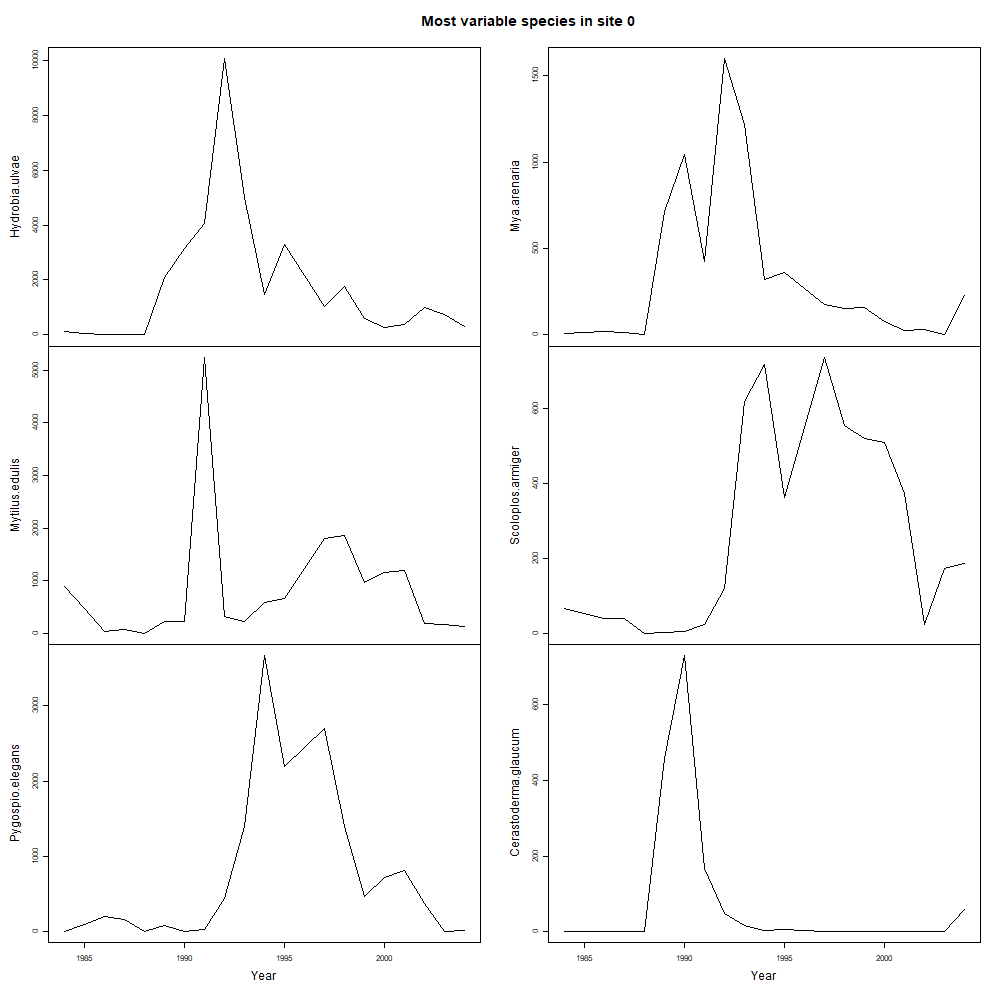 Most variable species in site 0
Hydrobia.ulvae
0
2000
4000
6000
8000
10000
Mya.arenaria
0
500
1000
1500
Mytilus.edulis
0
1000
2000
3000
4000
5000
Scoloplos.armiger
0
200
400
600
Pygospio.elegans
0
1000
2000
3000
Cerastoderma.glaucum
0
200
400
600
1985 1990 1995 2000
Year
1985 1990 1995 2000
Year